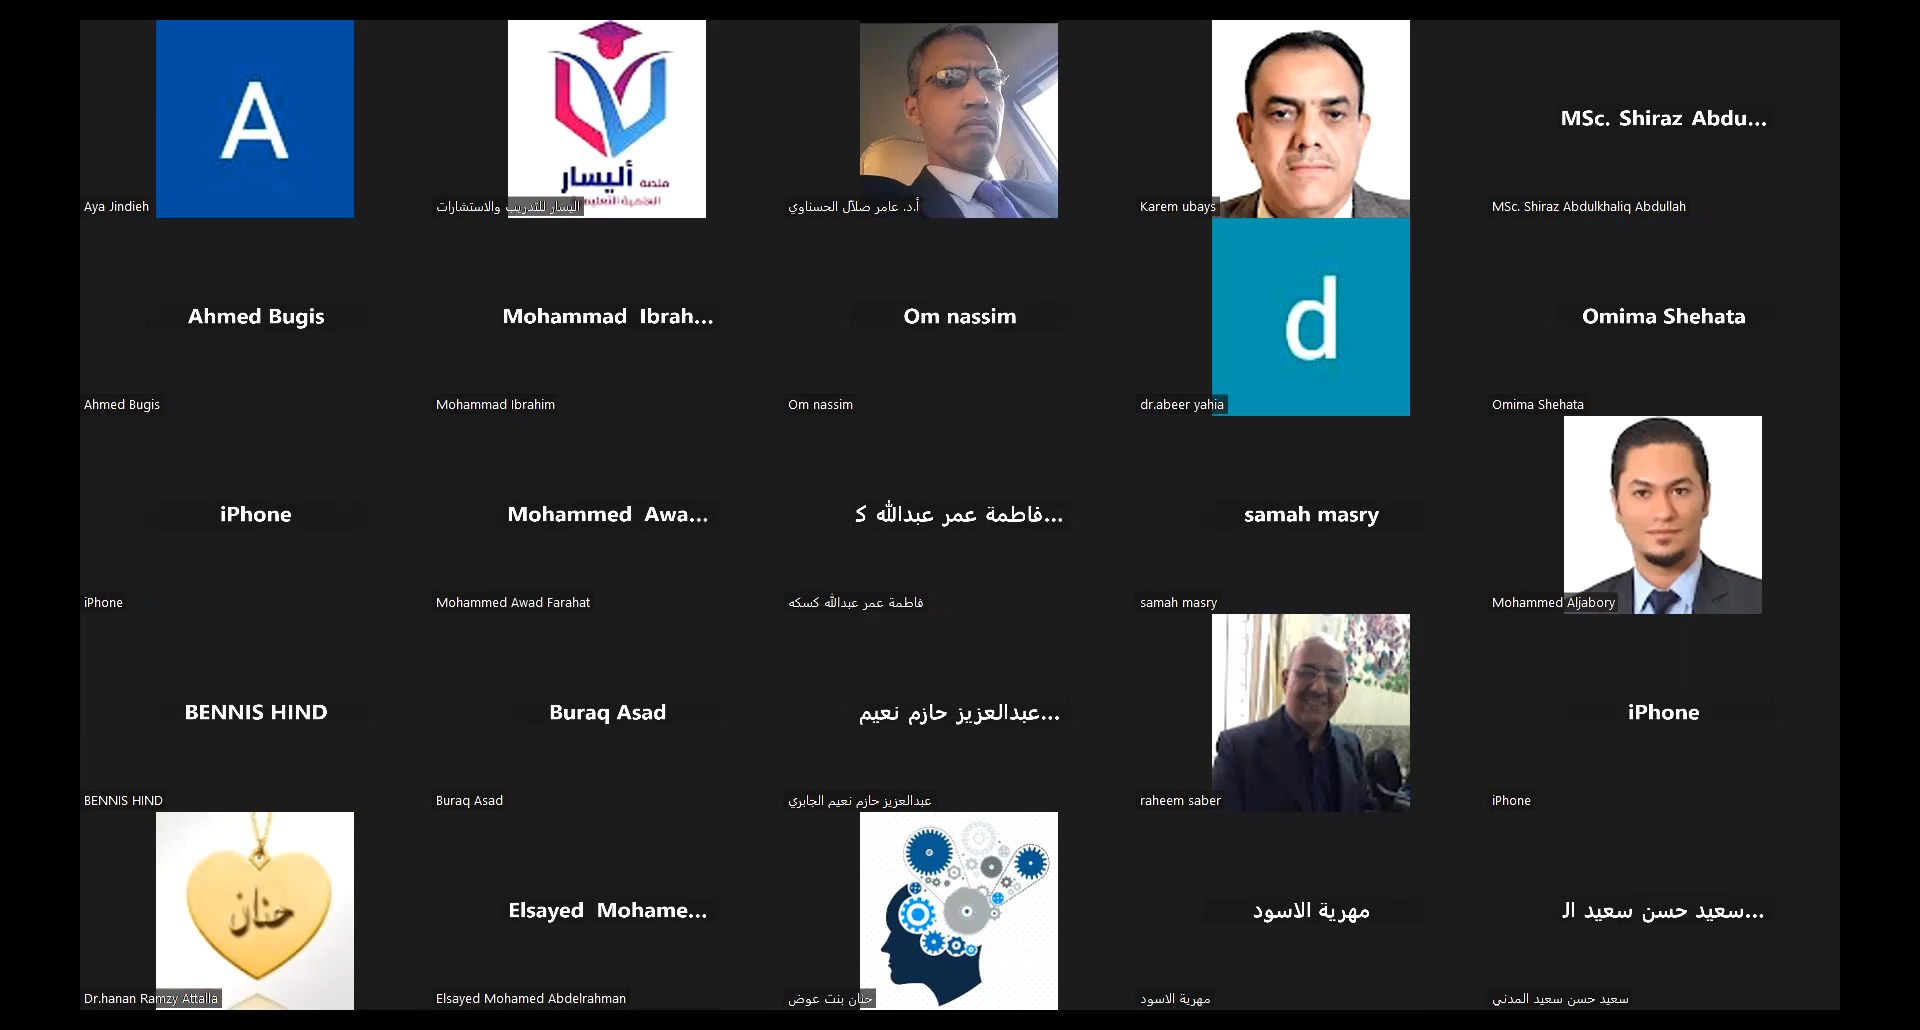 A
Aya Jindieh
منصة أليسار
العلمية التعليمية
اليسار للتدريب والاستشارات
أ.د. عامر صلآل الحسناوي
Karem ubays
MSc. Shiraz Abdu...
MSc. Shiraz Abdulkhaliq Abdullah
Ahmed Bugis
Ahmed Bugis
Mohammad Ibrah...
Mohammad Ibrahim
Om nassim
Om nassim
d
dr.abeer yahia
Omima Shehata
Omima Shehata
iPhone
iPhone
Mohammed Awa...
Mohammed Awad Farahat
فاطمة عمر عبدالله ك...
فاطمة عمر عبدالله كسكه
samah masry
samah masry
Mohammed Aljabory
BENNIS HIND
BENNIS HIND
Buraq Asad
Buraq Asad
عبدالعزيز حازم نعيم...
عبدالعزيز حازم نعيم الجابري
raheem saber
iPhone
iPhone
حنان
Dr.hanan Ramzy Attalla
Elsayed Mohame...
Elsayed Mohamed Abdelrahman
حنان بنت عوض
مهرية الاسود
مهرية الاسود
سعيد حسن سعيد ال...
سعيد حسن سعيد المدني